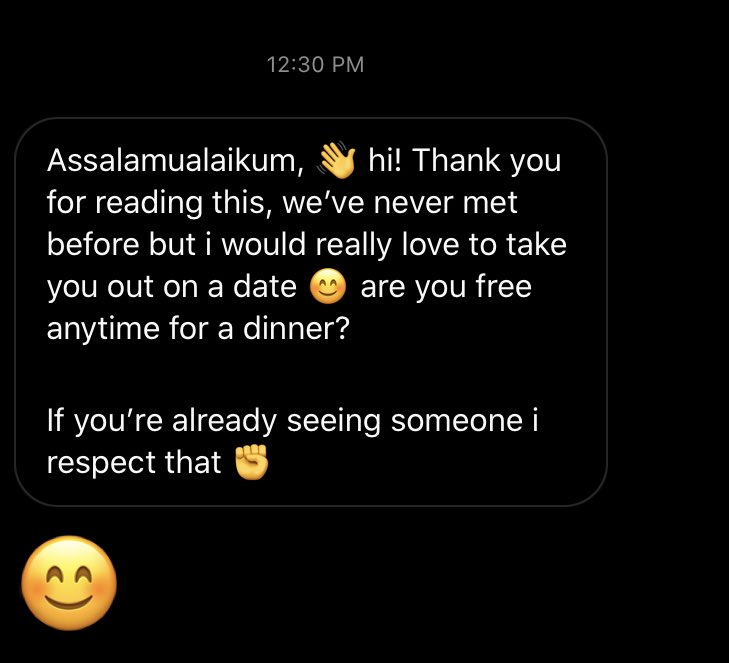 12:30 PM
Assalamualaikum, 👋 hi! Thank you
for reading this, we’ve never met
before but i would really love to take
you out on a date 😊 are you free
anytime for a dinner?
If you’re already seeing someone i
respect that ✊
😊